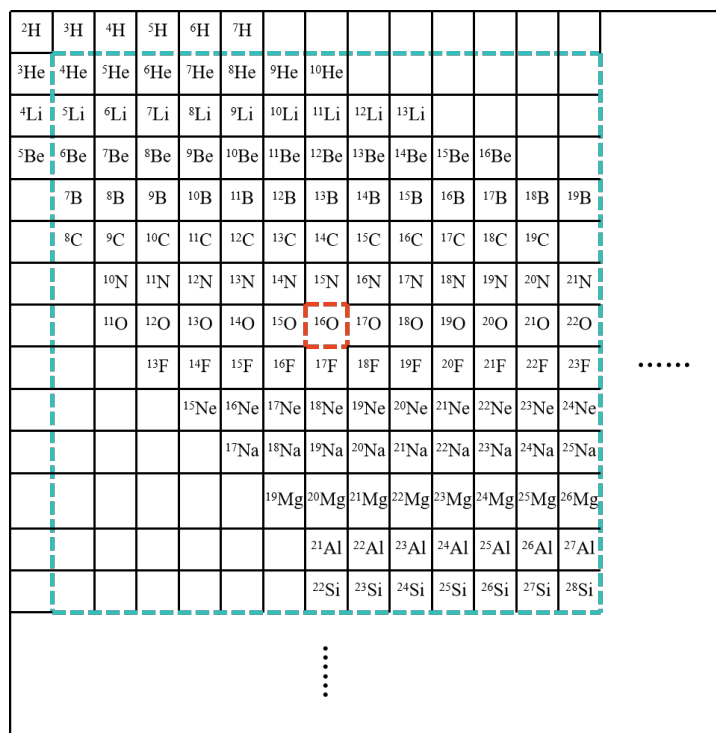 ²H ³H ⁴H ⁵H ⁶H ⁷H
³He ⁴He ⁵He ⁶He ⁷He ⁸He ⁹He ¹⁰He
⁴Li ⁵Li ⁶Li ⁷Li ⁸Li ⁹Li ¹⁰Li ¹¹Li ¹²Li ¹³Li
⁵Be ⁶Be ⁷Be ⁸Be ⁹Be ¹⁰Be ¹¹Be ¹²Be ¹³Be ¹⁴Be ¹⁵Be ¹⁶Be
⁷B ⁸B ⁹B ¹⁰B ¹¹B ¹²B ¹³B ¹⁴B ¹⁵B ¹⁶B ¹⁷B ¹⁸B ¹⁹B
⁸C ⁹C ¹⁰C ¹¹C ¹²C ¹³C ¹⁴C ¹⁵C ¹⁶C ¹⁷C ¹⁸C ¹⁹C
¹⁰N ¹¹N ¹²N ¹³N ¹⁴N ¹⁵N ¹⁶N ¹⁷N ¹⁸N ¹⁹N ²⁰N ²¹N
¹¹O ¹²O ¹³O ¹⁴O ¹⁵O ¹⁶O ¹⁷O ¹⁸O ¹⁹O ²⁰O ²¹O ²²O
¹³F ¹⁴F ¹⁵F ¹⁶F ¹⁷F ¹⁸F ¹⁹F ²⁰F ²¹F ²²F ²³F ……
¹⁵Ne ¹⁶Ne ¹⁷Ne ¹⁸Ne ¹⁹Ne ²⁰Ne ²¹Ne ²²Ne ²³Ne ²⁴Ne
¹⁷Na ¹⁸Na ¹⁹Na ²⁰Na ²¹Na ²²Na ²³Na ²⁴Na ²⁵Na
¹⁹Mg ²⁰Mg ²¹Mg ²²Mg ²³Mg ²⁴Mg ²⁵Mg ²⁶Mg
²¹Al ²²Al ²³Al ²⁴Al ²⁵Al ²⁶Al ²⁷Al
²²Si ²³Si ²⁴Si ²⁵Si ²⁶Si ²⁷Si ²⁸Si
……